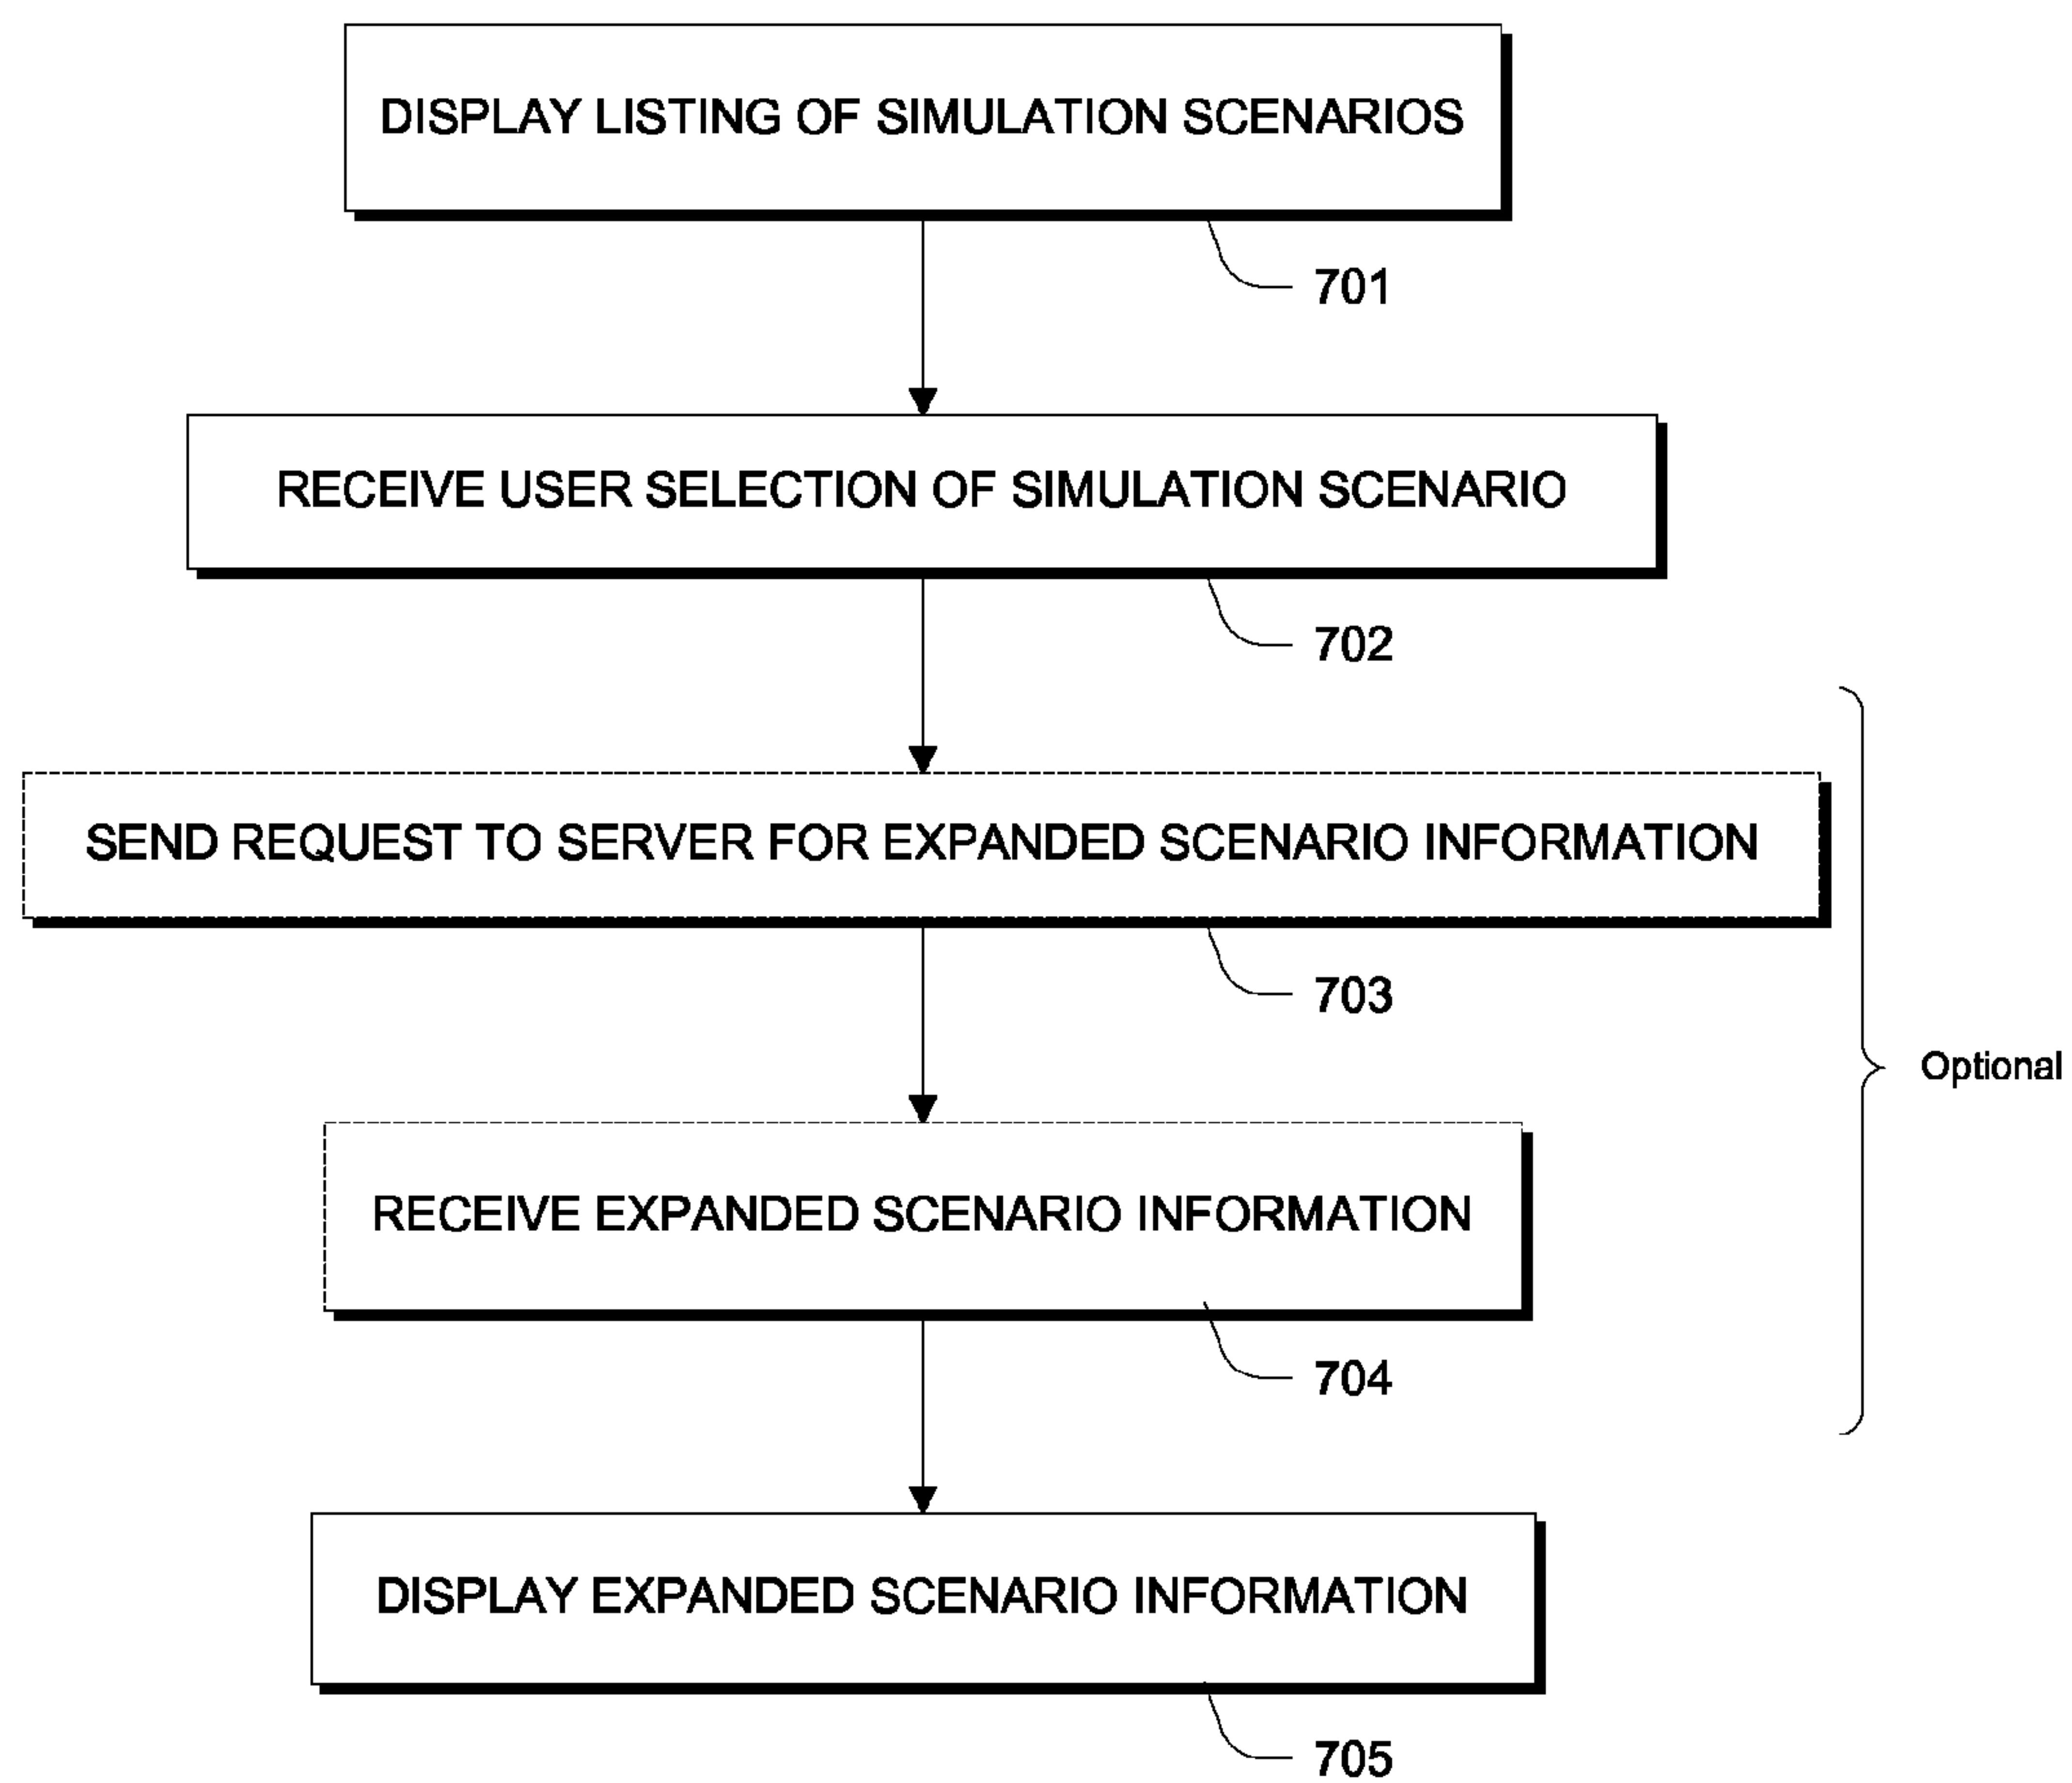 DISPLAY LISTING OF SIMULATION SCENARIOS
701
RECEIVE USER SELECTION OF SIMULATION SCENARIO
702
SEND REQUEST TO SERVER FOR EXPANDED SCENARIO INFORMATION
703
Optional
RECEIVE EXPANDED SCENARIO INFORMATION
704
DISPLAY EXPANDED SCENARIO INFORMATION
705